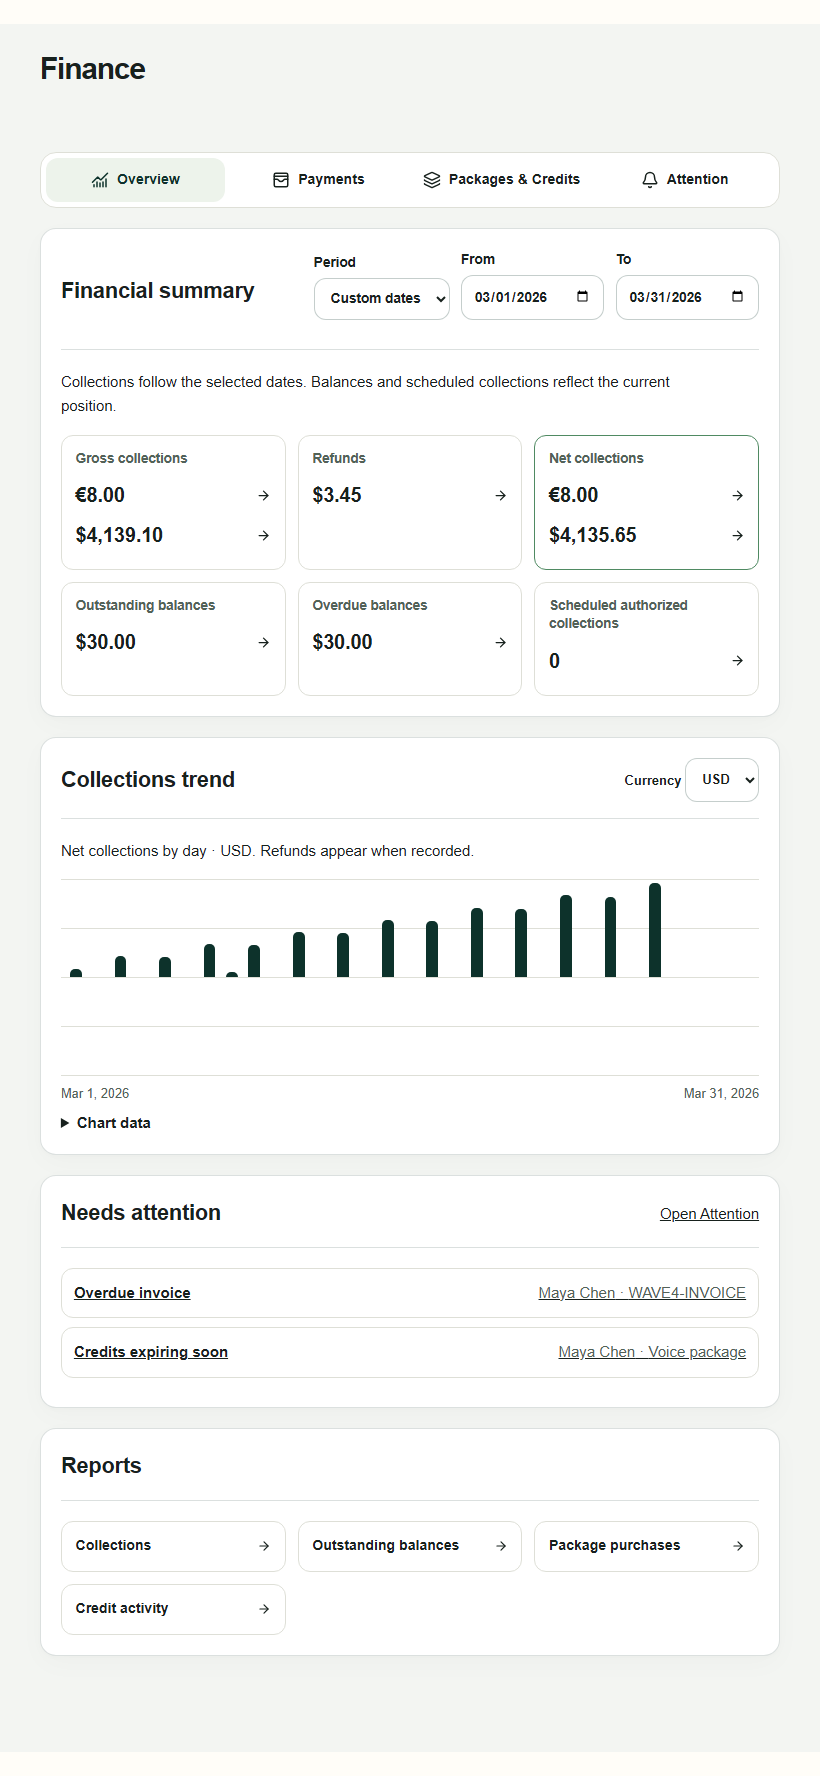 Finance
Overview
Payments
Packages & Credits
Attention
Financial summary
Period
Custom dates
From
03/01/2026
To
03/31/2026
Collections follow the selected dates. Balances and scheduled collections reflect the current
position.
Gross collections
€8.00
$4,139.10
Refunds
$3.45
Net collections
€8.00
$4,135.65
Outstanding balances
$30.00
Overdue balances
$30.00
Scheduled authorized
collections
0
Collections trend
Currency
USD
Net collections by day · USD. Refunds appear when recorded.
Mar 1, 2026
Mar 31, 2026
Chart data
Needs attention
Open Attention
Overdue invoice
Maya Chen · WAVE4-INVOICE
Credits expiring soon
Maya Chen · Voice package
Reports
Collections
Outstanding balances
Package purchases
Credit activity